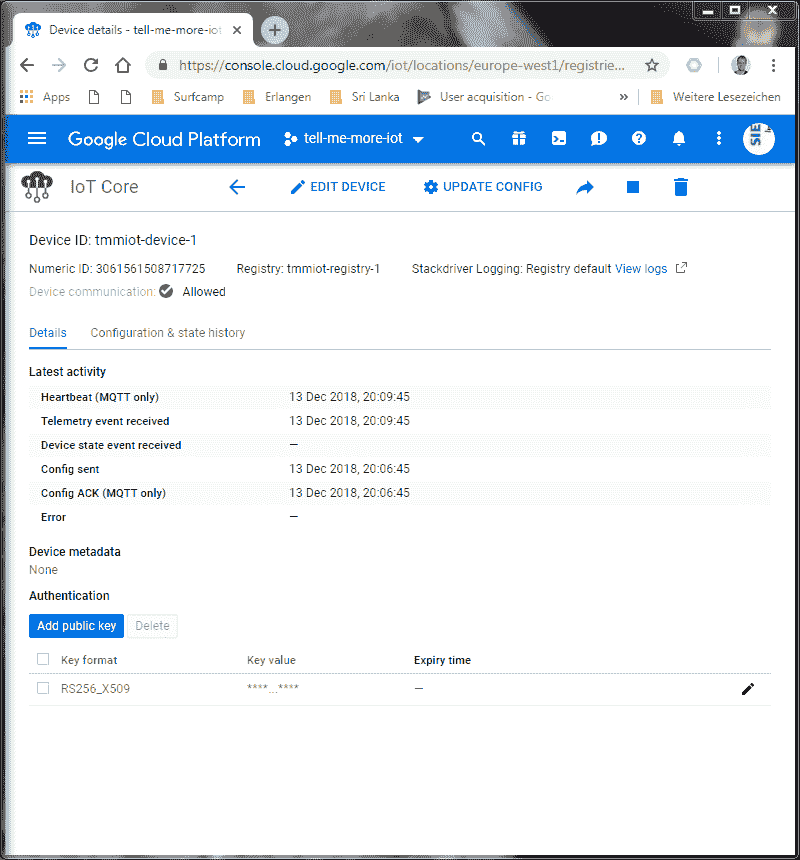 Device details - tell-me-more-iot
https://console.cloud.google.com/iot/locations/europe-west1/registrie...
Apps Surfcamp Erlangen Sri Lanka User acquisition - Go » Weitere Lesezeichen
Google Cloud Platform tell-me-more-iot
IoT Core EDIT DEVICE UPDATE CONFIG
Device ID: tmmiot-device-1
Numeric ID: 3061561508717725 Registry: tmmiot-registry-1 Stackdriver Logging: Registry default View logs
Device communication: Allowed
Details Configuration & state history
Latest activity
Heartbeat (MQTT only) 13 Dec 2018, 20:09:45
Telemetry event received 13 Dec 2018, 20:09:45
Device state event received —
Config sent 13 Dec 2018, 20:06:45
Config ACK (MQTT only) 13 Dec 2018, 20:06:45
Error —
Device metadata
None
Authentication
Add public key Delete
Key format Key value Expiry time
RS256_X509 ****...**** —